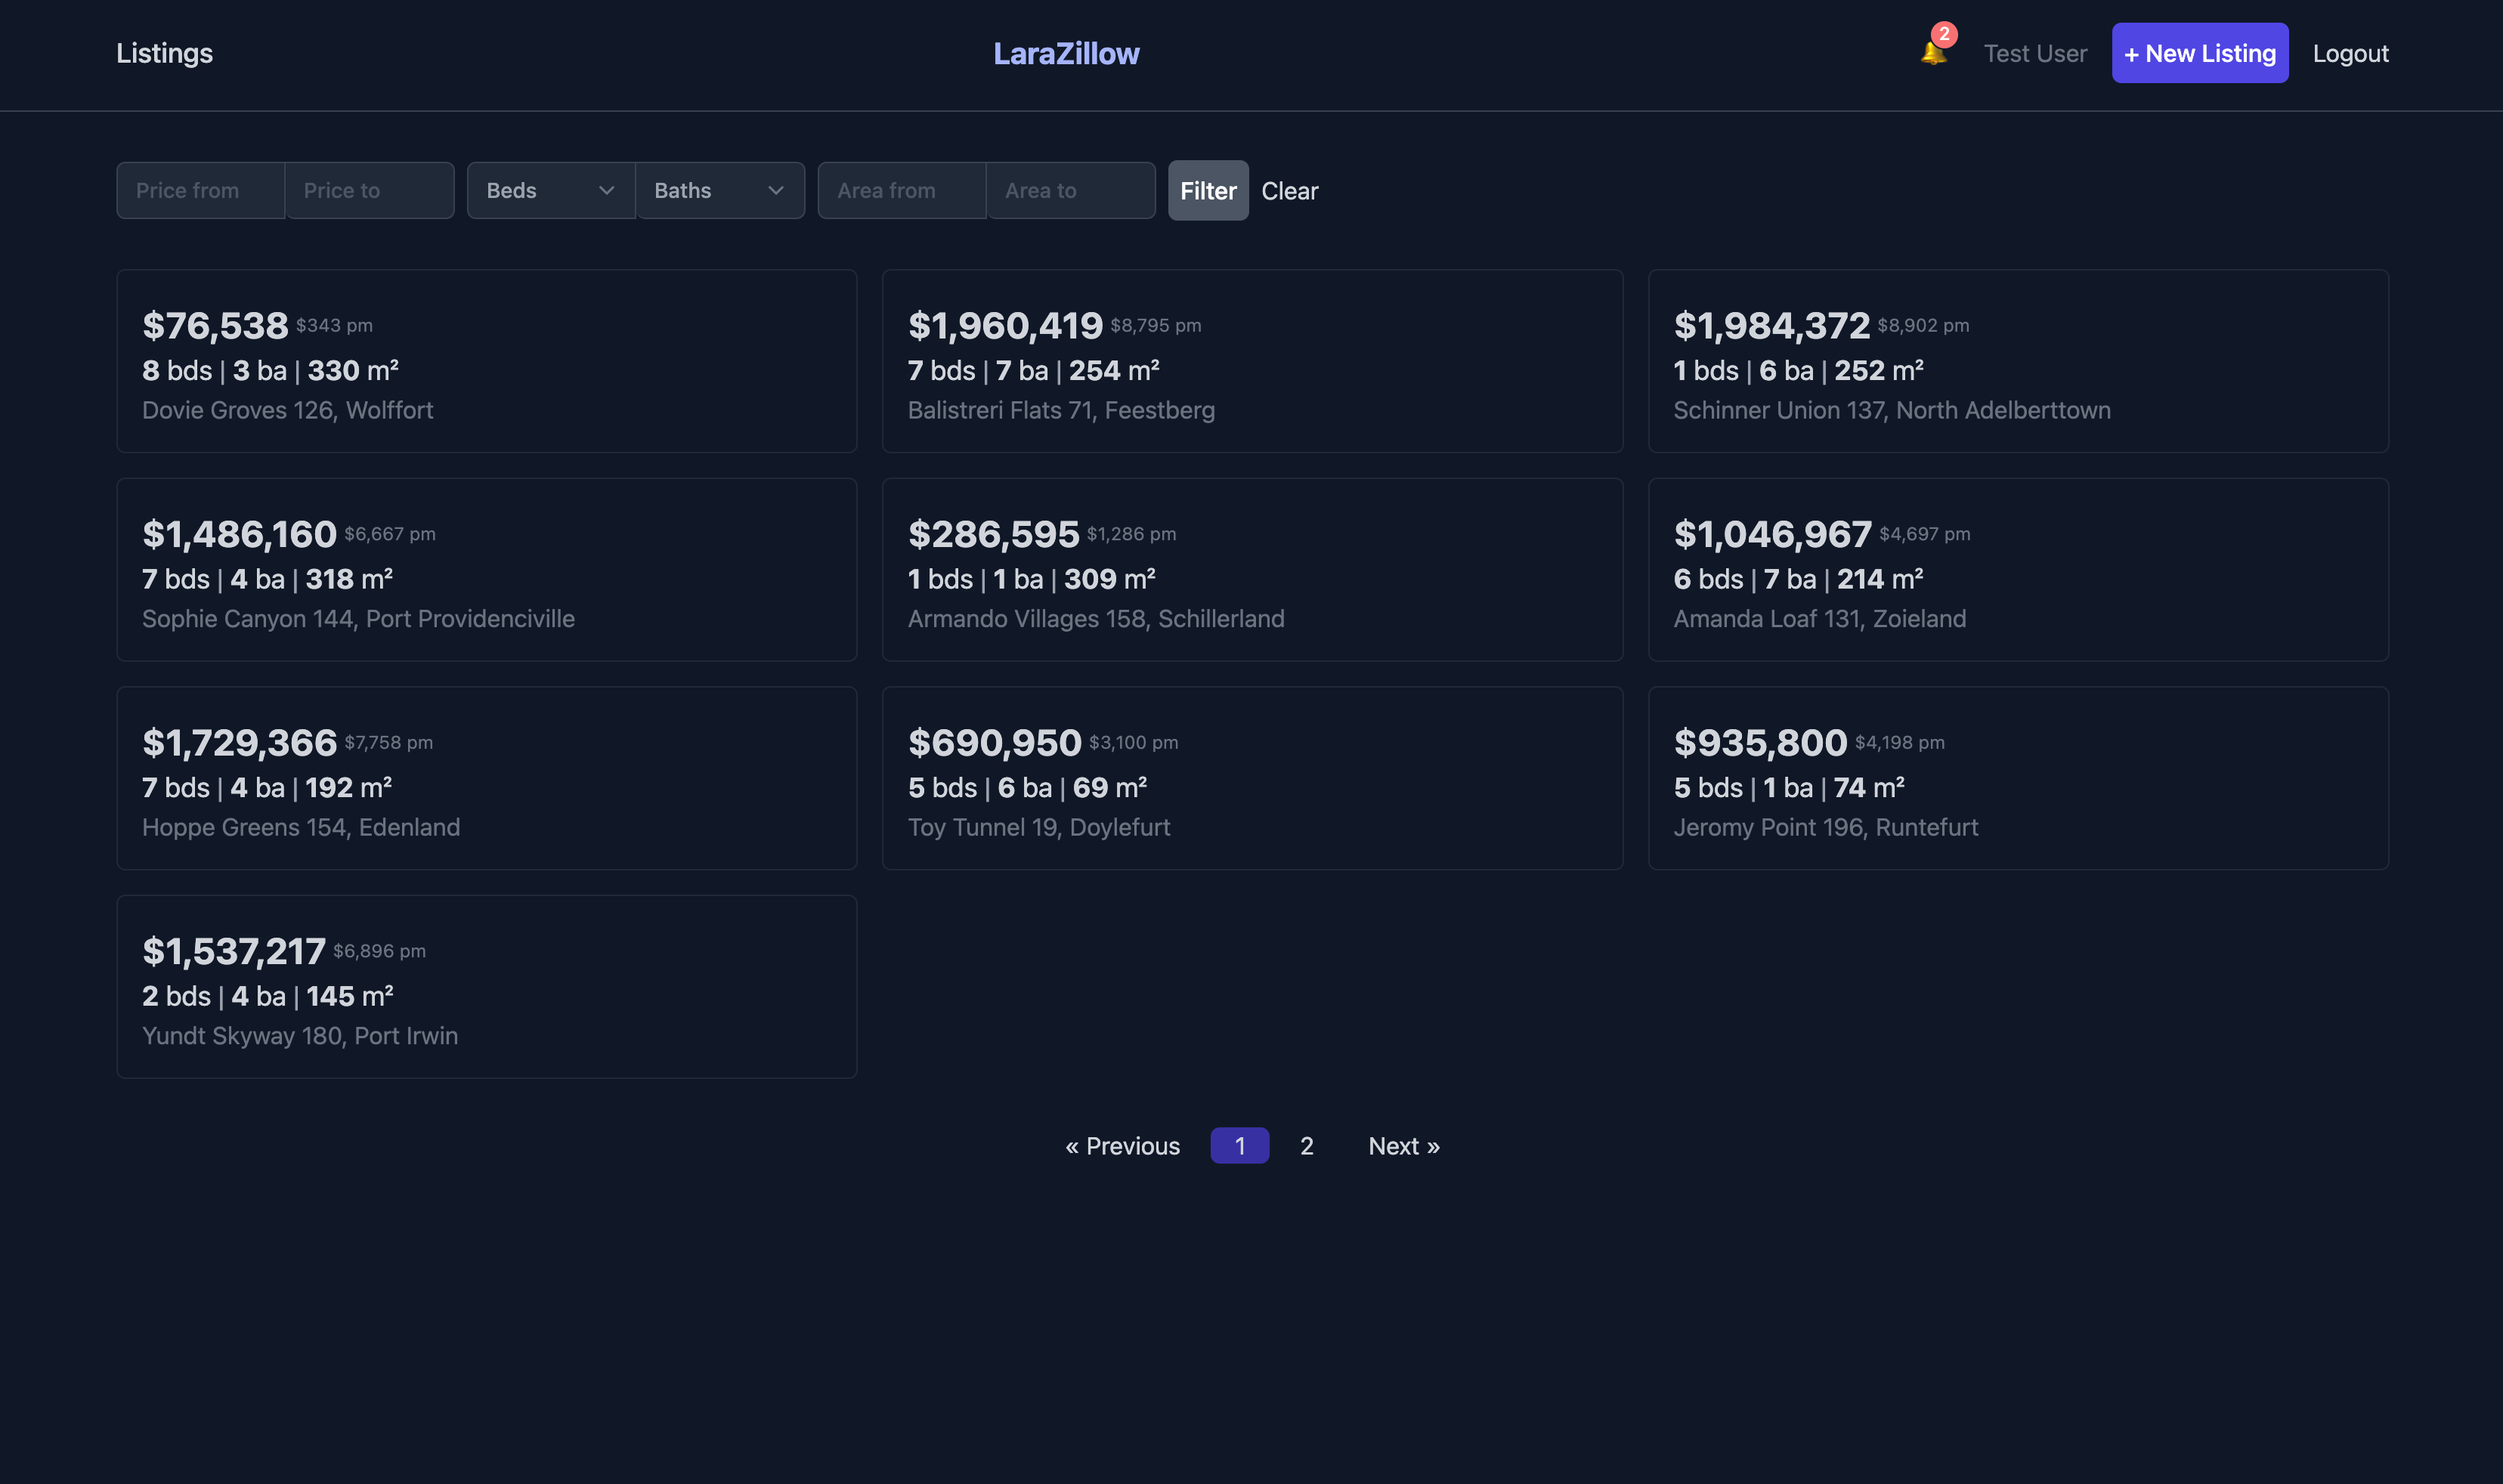 Listings
LaraZillow
2
Test User
+ New Listing
Logout
Price from
Price to
Beds
Baths
Area from
Area to
Filter
Clear
$76,538 $343 pm
8 bds | 3 ba | 330 m²
Dovie Groves 126, Wolffort
$1,960,419 $8,795 pm
7 bds | 7 ba | 254 m²
Balistreri Flats 71, Feestberg
$1,984,372 $8,902 pm
1 bds | 6 ba | 252 m²
Schinner Union 137, North Adelberttown
$1,486,160 $6,667 pm
7 bds | 4 ba | 318 m²
Sophie Canyon 144, Port Providenciville
$286,595 $1,286 pm
1 bds | 1 ba | 309 m²
Armando Villages 158, Schillerland
$1,046,967 $4,697 pm
6 bds | 7 ba | 214 m²
Amanda Loaf 131, Zoieland
$1,729,366 $7,758 pm
7 bds | 4 ba | 192 m²
Hoppe Greens 154, Edenland
$690,950 $3,100 pm
5 bds | 6 ba | 69 m²
Toy Tunnel 19, Doylefurt
$935,800 $4,198 pm
5 bds | 1 ba | 74 m²
Jeromy Point 196, Runtefurt
$1,537,217 $6,896 pm
2 bds | 4 ba | 145 m²
Yundt Skyway 180, Port Irwin
« Previous 1 2 Next »